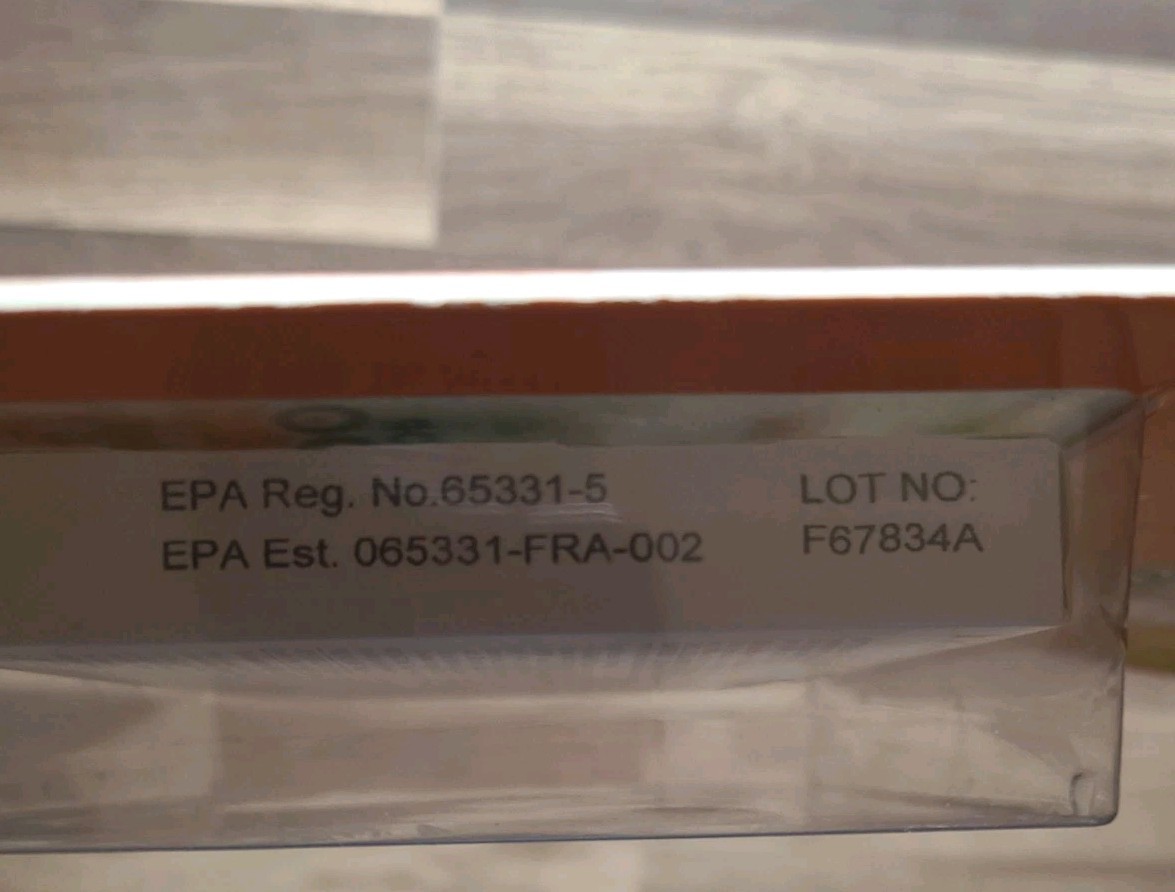 EPA Reg. No.65331-5
EPA Est. 065331-FRA-002
LOT NO:
F67834A